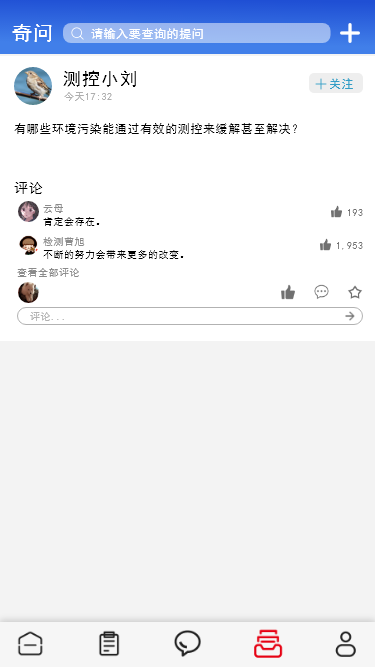 奇问
请输入要查询的提问
测控小刘
今天17:32
关注
有哪些环境污染能通过有效的测控来缓解甚至解决？
评论
云母
肯定会存在。
193
检测曹旭
不断的努力会带来更多的改变。
1,953
查看全部评论
评论...